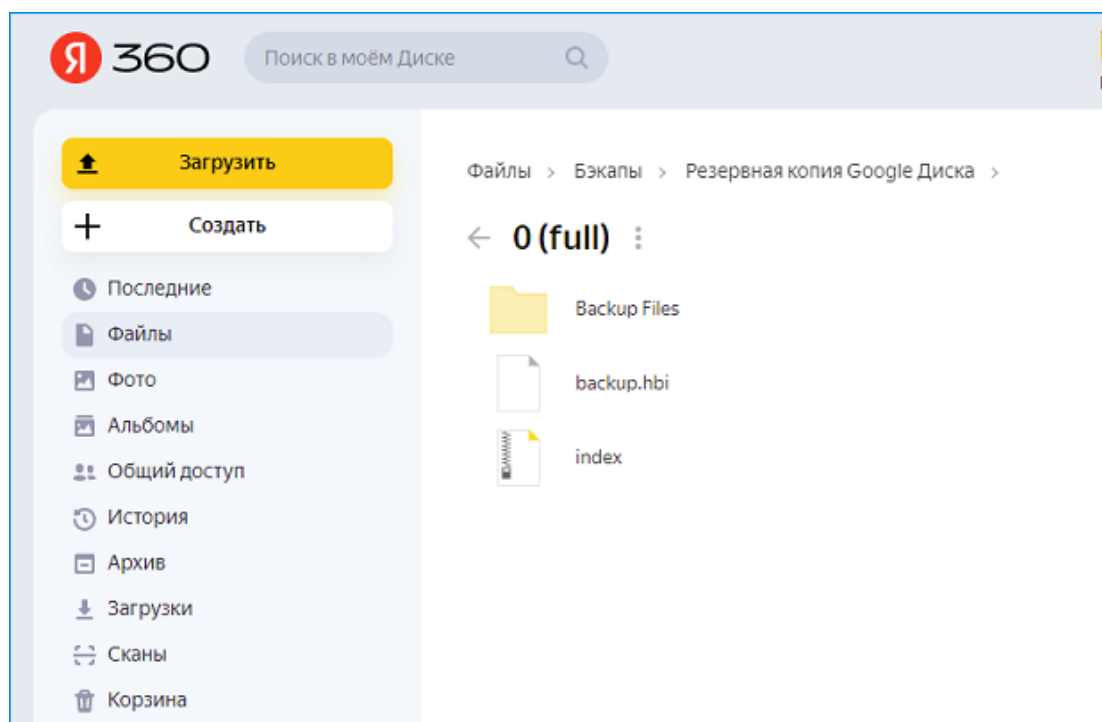 Я 360
Поиск в моём Диске
Загрузить
Создать
Последние
Файлы
Фото
Альбомы
Общий доступ
История
Архив
Загрузки
Сканы
Корзина
Файлы > Бэкапы > Резервная копия Google Диска >
0 (full)
Backup Files
backup.hbi
index